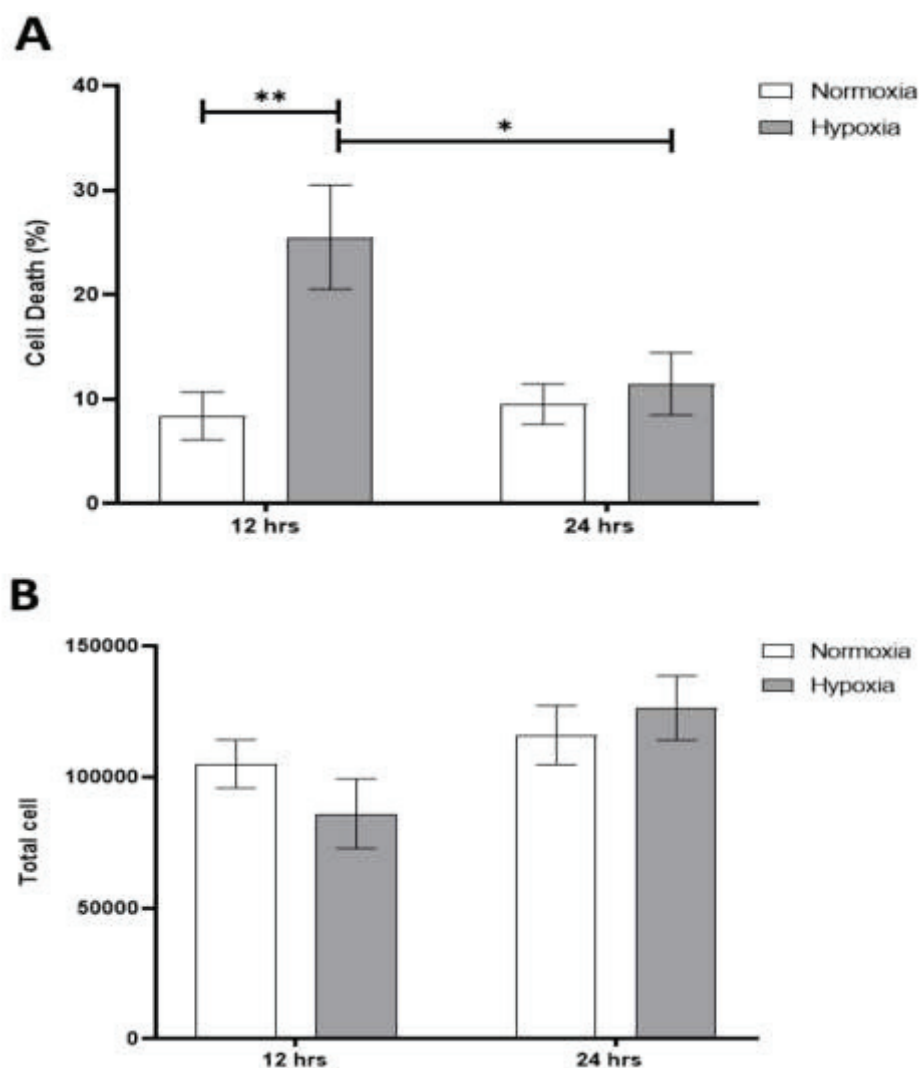 A
40
30
20
10
0
Cell Death (%)
**
*
Normoxia
Hypoxia
12 hrs
24 hrs
B
150000
100000
50000
0
Total cell
Normoxia
Hypoxia
12 hrs
24 hrs